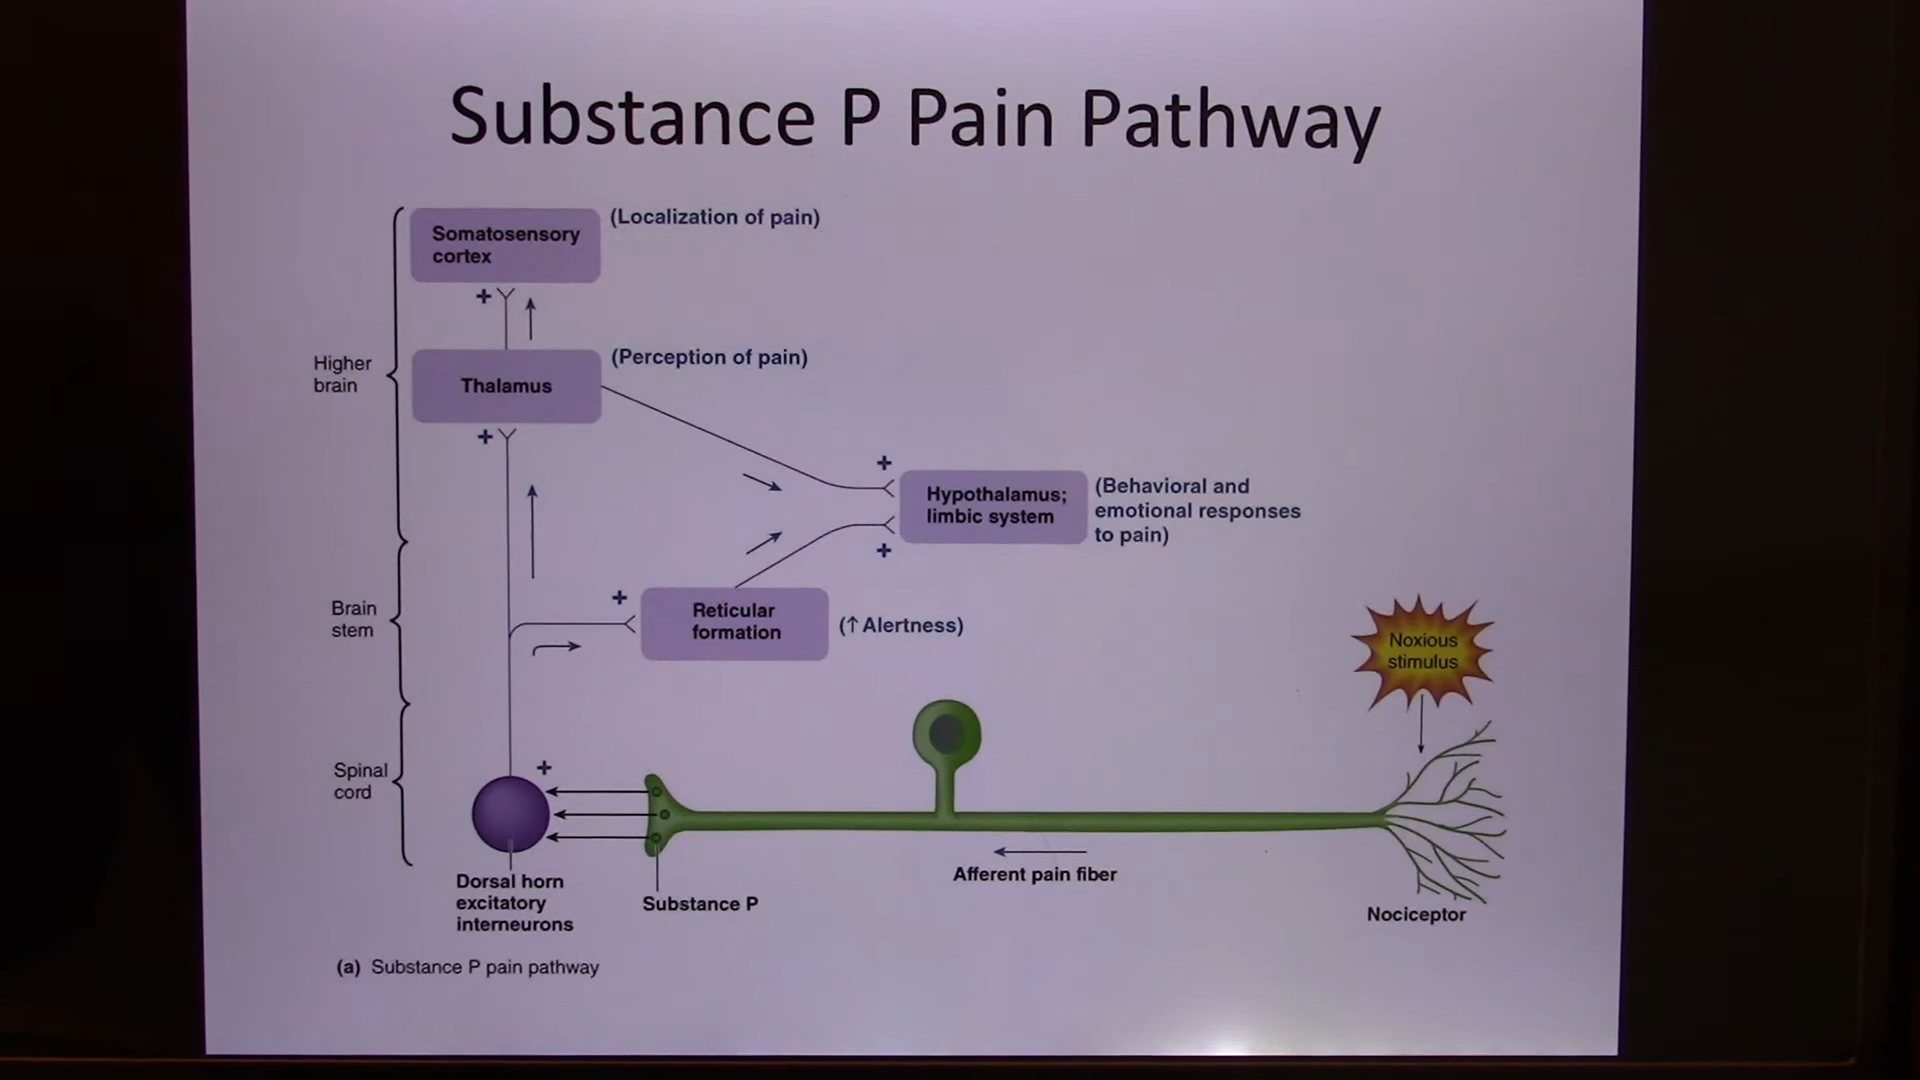 Substance P Pain Pathway
Somatosensory
cortex
(Localization of pain)
+
Higher
brain
Thalamus
(Perception of pain)
+
+
Hypothalamus;
limbic system
(Behavioral and
emotional responses
to pain)
+
Brain
stem
+
Reticular
formation
(↑ Alertness)
Noxious
stimulus
Spinal
cord
+
Dorsal horn
excitatory
interneurons
Substance P
Afferent pain fiber
Nociceptor
(a) Substance P pain pathway